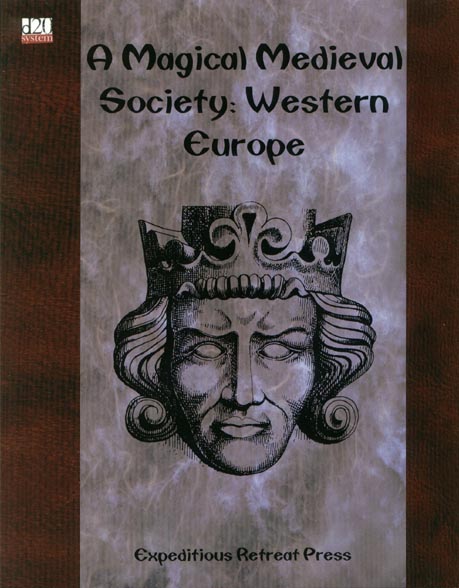 d20
system
A Magical Medieval
Society: Western
Europe
Expeditious Retreat Press